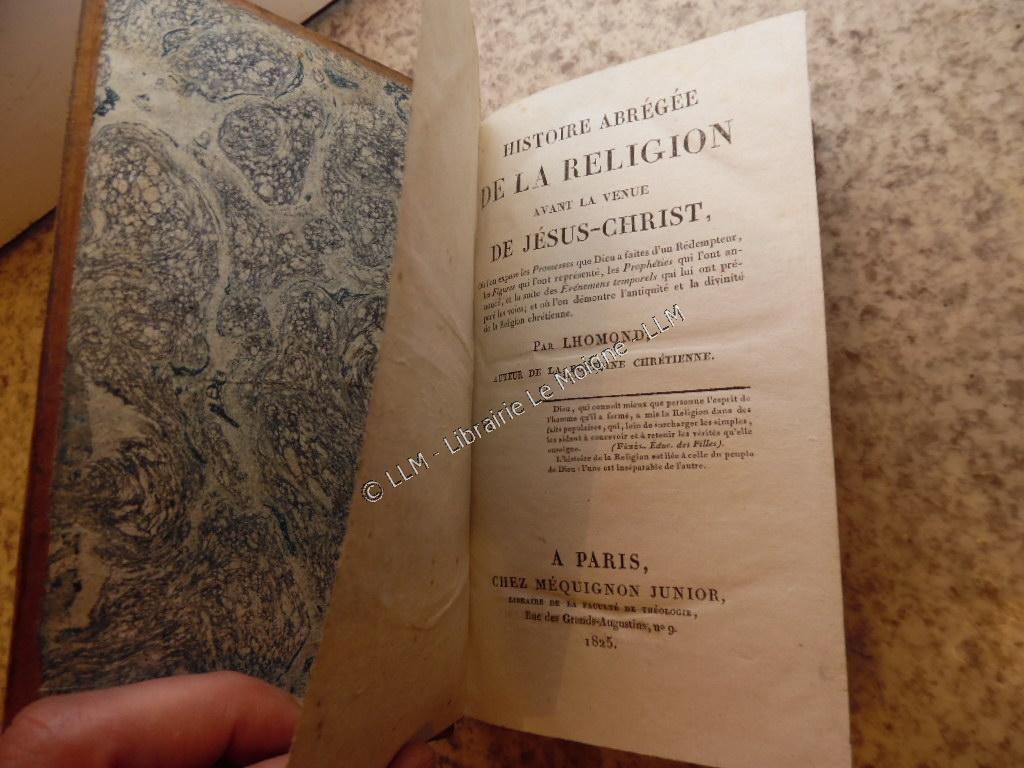 HISTOIRE ABRÉGÉE
DE LA RELIGION
AVANT LA VENUE
DE JÉSUS-CHRIST,
Où l'on expose les Promesses que Dieu a faites d'un Rédempteur,
les Figures qui l'ont représenté, les Prophéties qui l'ont an-
noncé, et la suite des Événemens temporels qui lui ont pré-
paré les voies; et où l'on démontre l'antiquité et la divinité
de la Religion chrétienne.
PAR LHOMOND,
AUTEUR DE LA CHRÉTIENNE.
Dieu, qui connoît mieux que personne l'esprit de
l'homme qu'il a formé, a mis la Religion dans des
faits populaires, qui, loin de surcharger les simples,
les aident à concevoir et à retenir les vérités qu'elle
enseigne. (Fénel. Educ. des Filles).
L'histoire de la Religion est liée à celle du peuple
de Dieu: l'une est inséparable de l'autre.
A PARIS,
CHEZ MÉQUIGNON JUNIOR,
LIBRAIRE DE LA FACULTÉ DE THÉOLOGIE,
Rue des Grands-Augustins, no 9.
1825.
© LLM - Librairie Le Moigne .LLM